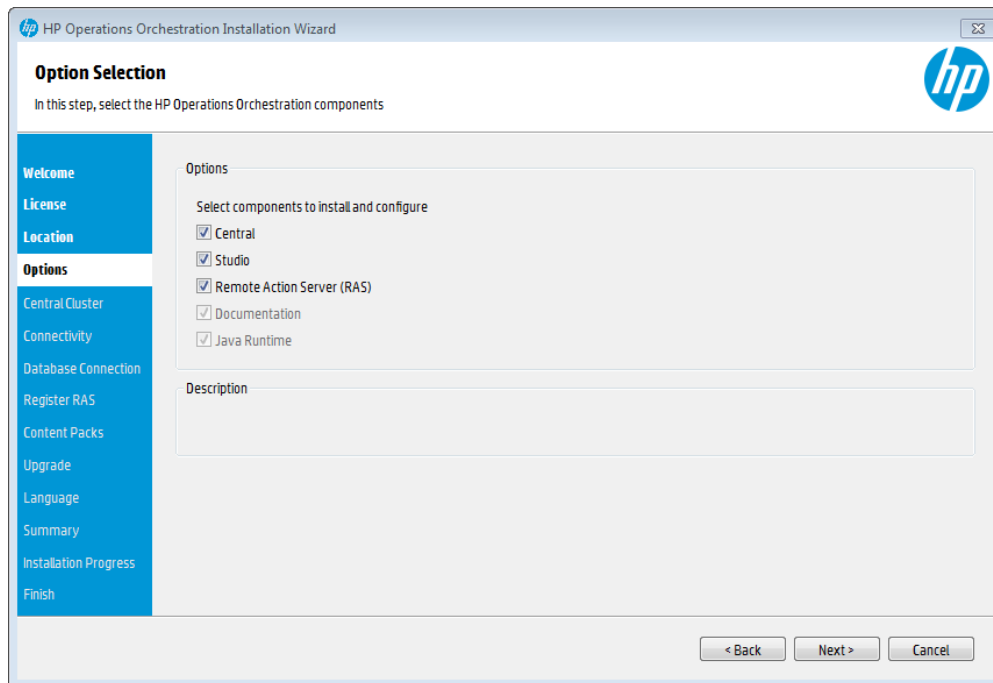 hp HP Operations Orchestration Installation Wizard
Option Selection
In this step, select the HP Operations Orchestration components
hp
Welcome
License
Location
Options
Central Cluster
Connectivity
Database Connection
Register RAS
Content Packs
Upgrade
Language
Summary
Installation Progress
Finish
Options
Select components to install and configure
Central
Studio
Remote Action Server (RAS)
Documentation
Java Runtime
Description
< Back Next > Cancel